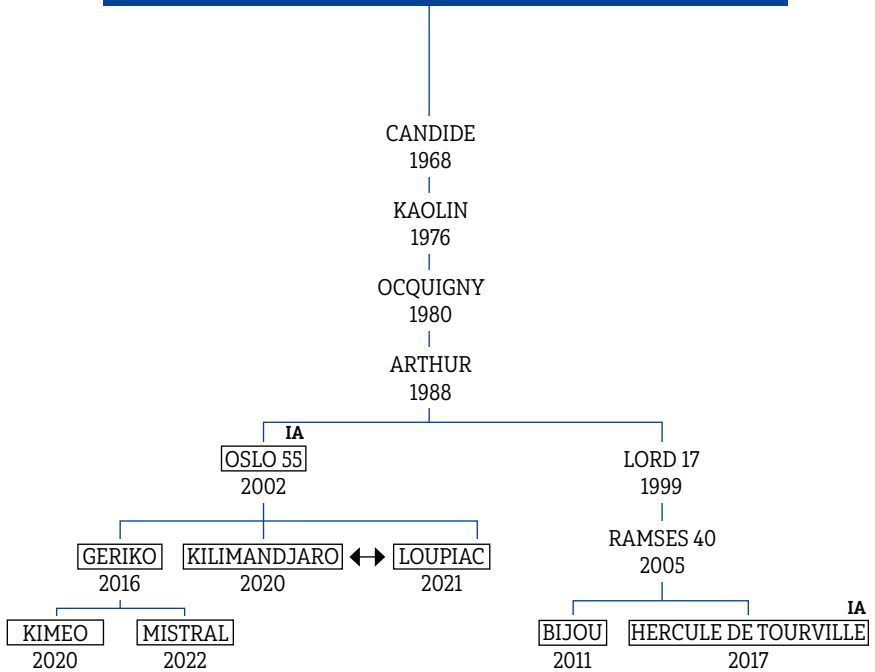 CANDIDE
1968
KAOLIN
1976
OCQUIGNY
1980
ARTHUR
1988
IA
OSLO 55
2002
LORD 17
1999
RAMSES 40
2005
GERIKO
2016
KILIMANDJARO
2020
LOUPIAC
2021
KIMEO
2020
MISTRAL
2022
BIJOU
2011
IA
HERCULE DE TOURVILLE
2017